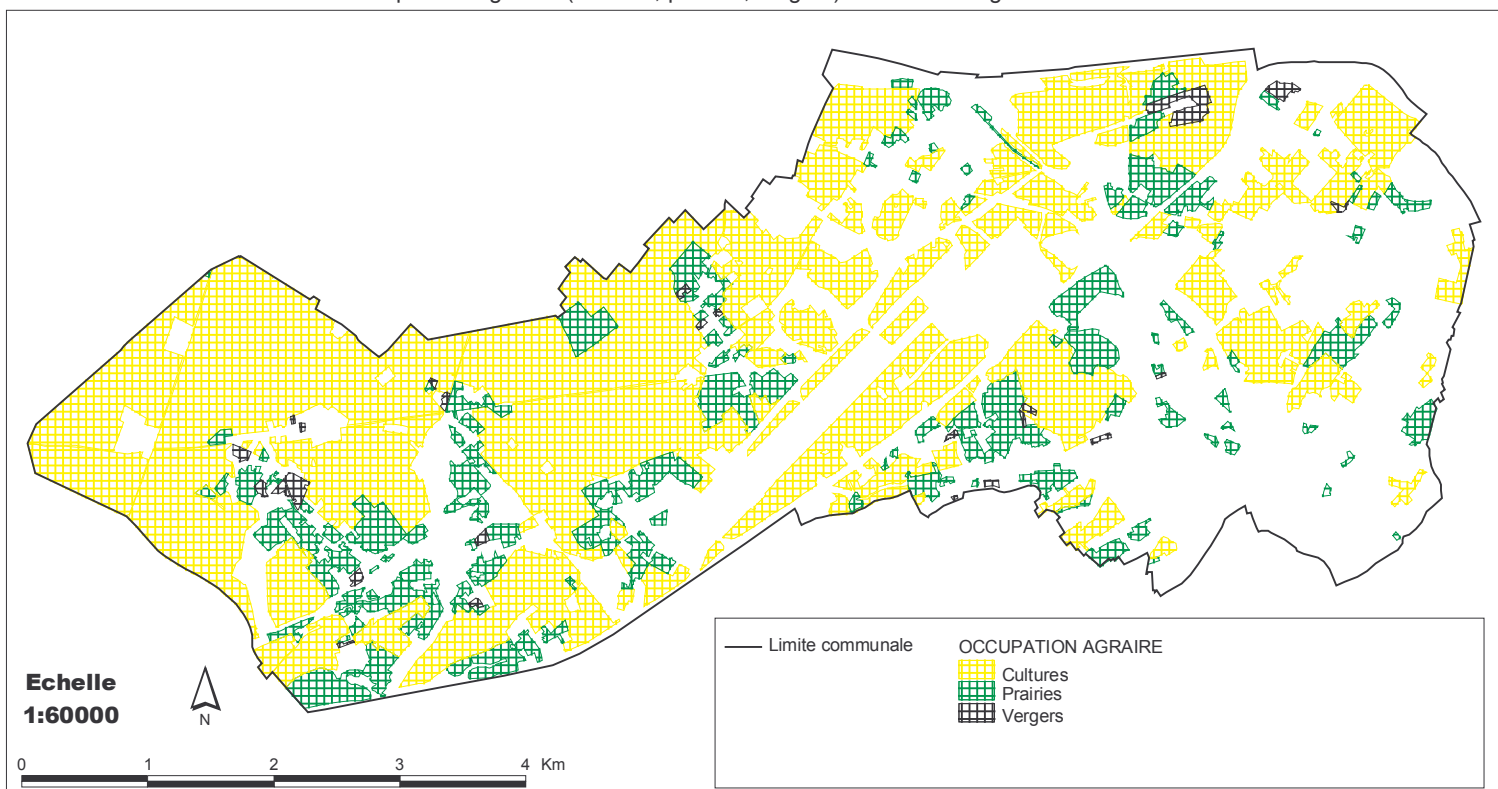 Limite communale
OCCUPATION AGRAIRE
Cultures
Prairies
Vergers
Echelle
1:60000
N
0 1 2 3 4 Km